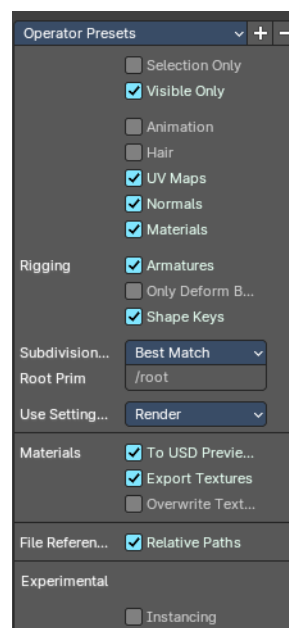 Operator Presets
Selection Only
Visible Only
Animation
Hair
UV Maps
Normals
Materials
Rigging Armatures
Only Deform B...
Shape Keys
Subdivision... Best Match
Root Prim /root
Use Setting... Render
Materials To USD Previe...
Export Textures
Overwrite Text...
File Referen... Relative Paths
Experimental
Instancing